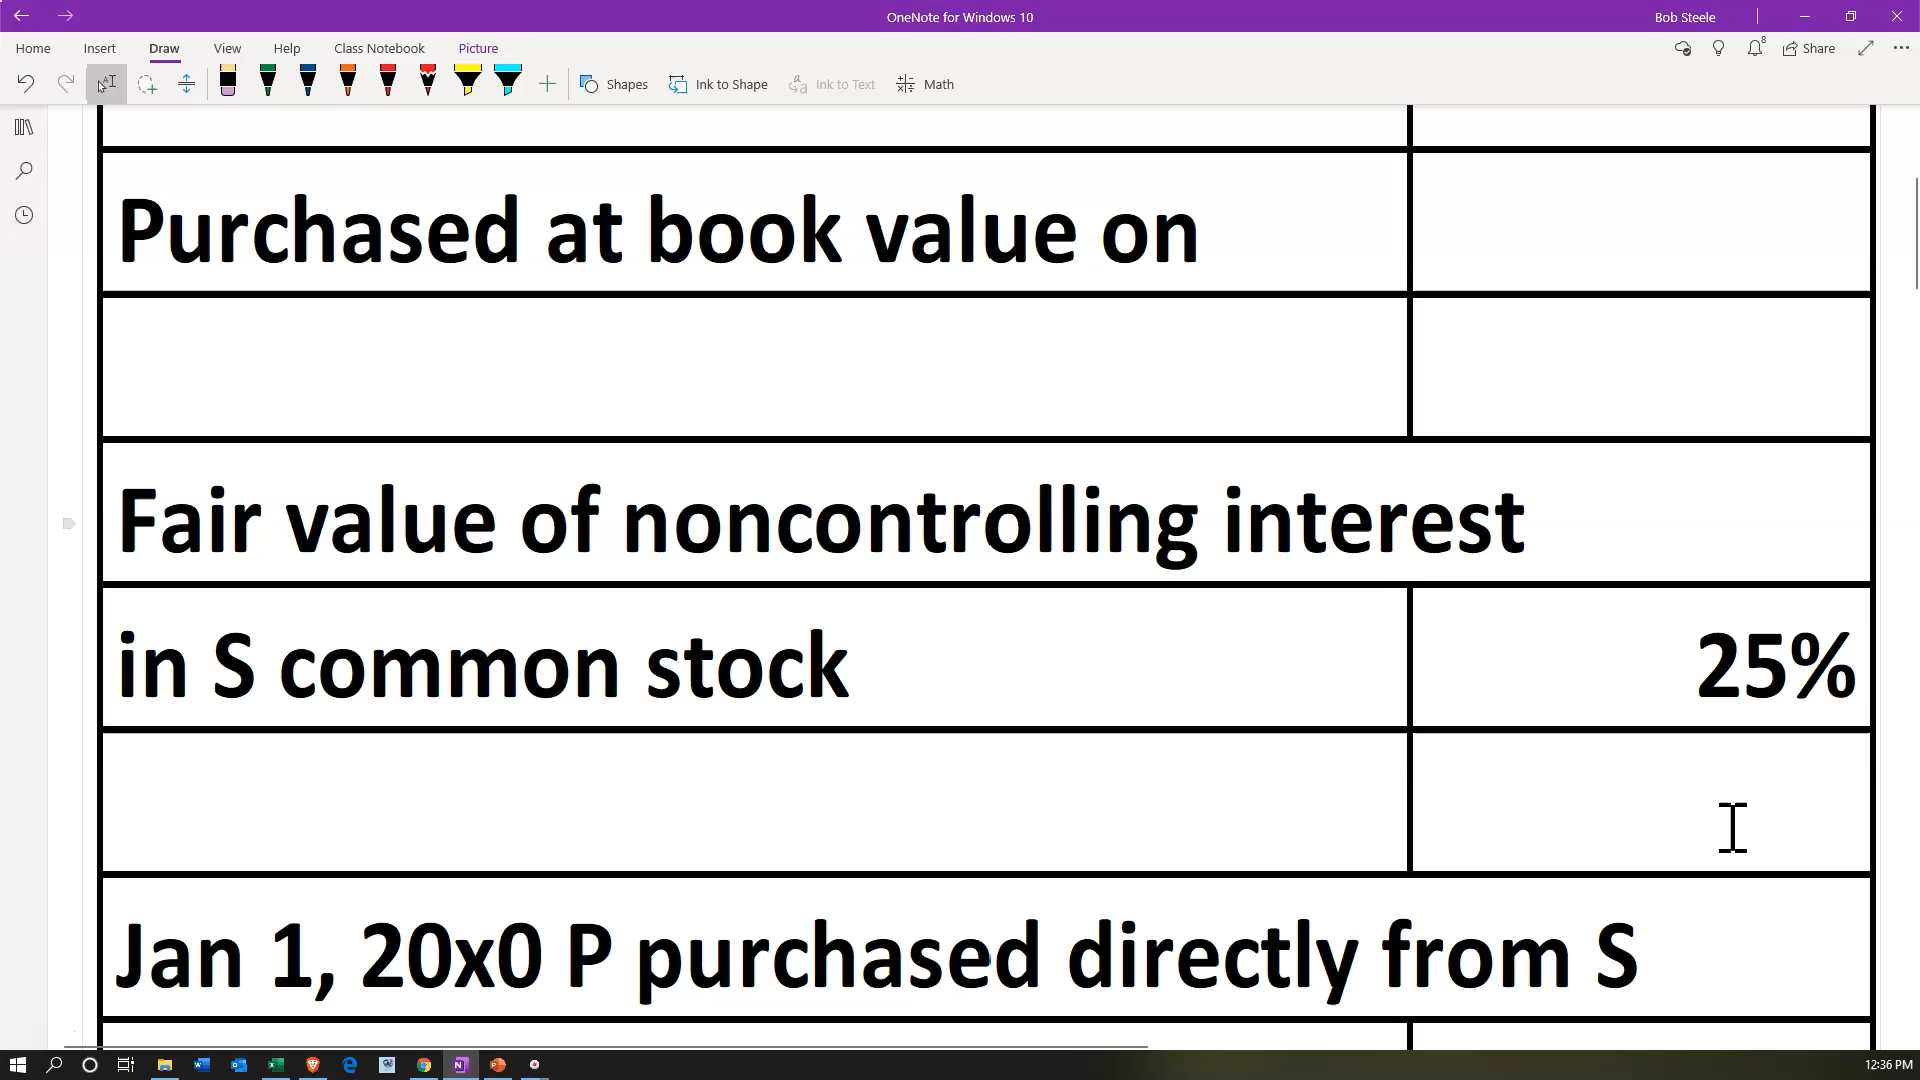 OneNote for Windows 10
Bob Steele
Home
Insert
Draw
View
Help
Class Notebook
Picture
8
Share
Shapes
Ink to Shape
Ink to Text
Math
Purchased at book value on
Fair value of noncontrolling interest
in S common stock
25%
Jan 1, 20x0 P purchased directly from S
12:36 PM